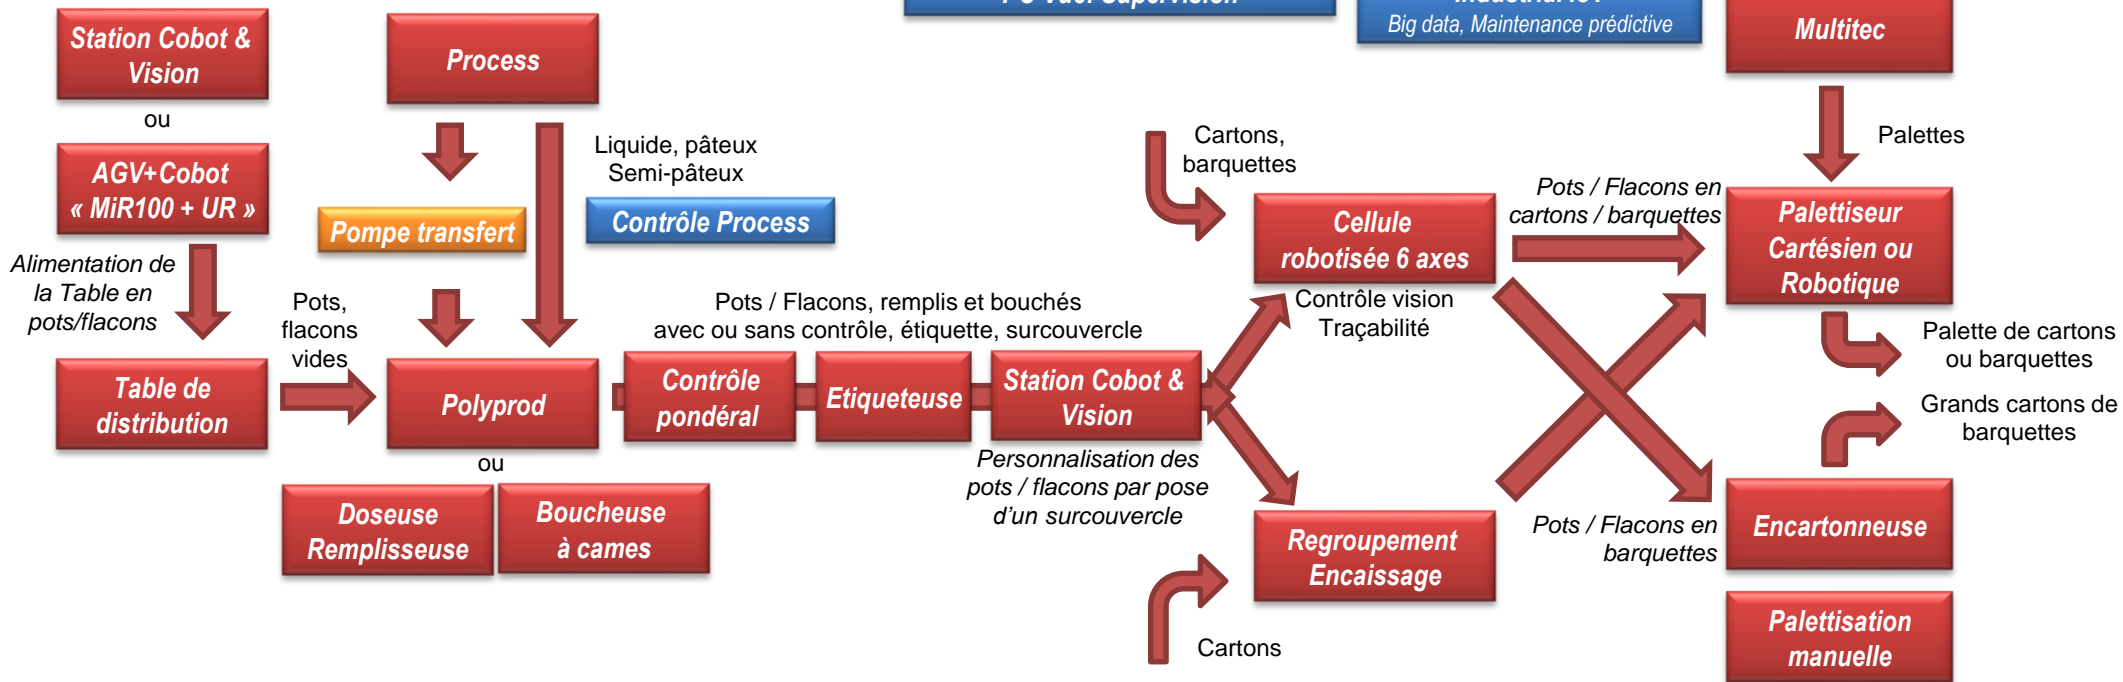 Big data, Maintenance prédictive
Station Cobot &
Vision
ou
AGV+Cobot
« MiR100 + UR »
Alimentation de
la Table en
pots/flacons
Table de
distribution
Pots,
flacons
vides
Process
Liquide, pâteux
Semi-pâteux
Pompe transfert
Contrôle Process
Polyprod
ou
Doseuse
Remplisseuse
Boucheuse
à cames
Pots / Flacons, remplis et bouchés
avec ou sans contrôle, étiquette, surcouvercle
Contrôle
pondéral
Etiqueteuse
Station Cobot &
Vision
Personnalisation des
pots / flacons par pose
d’un surcouvercle
Cartons,
barquettes
Cellule
robotisée 6 axes
Contrôle vision
Traçabilité
Regroupement
Encaissage
Cartons
Pots / Flacons en
cartons / barquettes
Pots / Flacons en
barquettes
Multitec
Palettes
Palettiseur
Cartésien ou
Robotique
Palette de cartons
ou barquettes
Grands cartons de
barquettes
Encartonneuse
Palettisation
manuelle